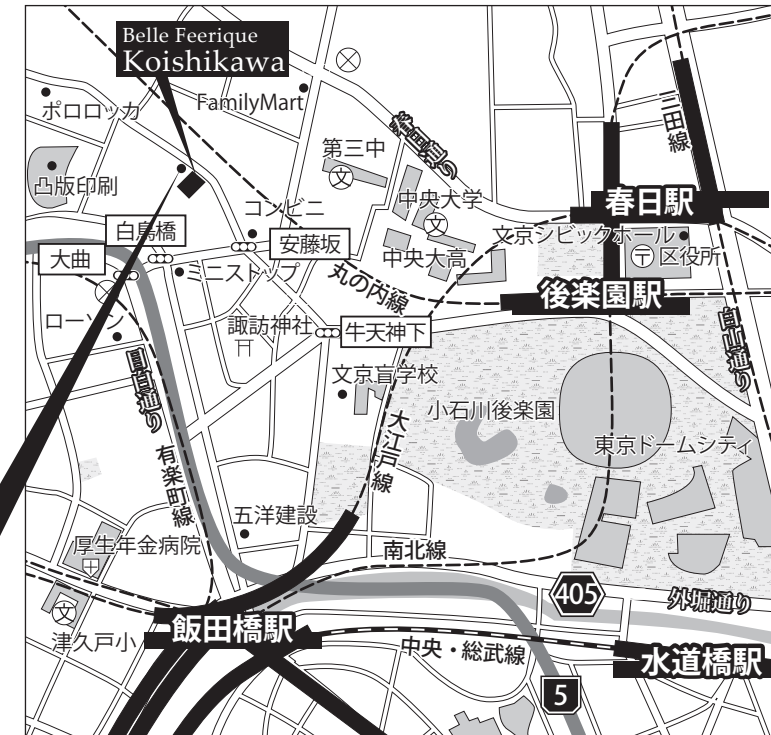 Belle Feerique
Koishikawa
ポロロッカ
FamilyMart
春日通り
三田線
第三中
凸版印刷
中央大学
春日駅
コンビニ
白鳥橋
安藤坂
文京シビックホール
大曲
ミニストップ
中央大高
区役所
丸の内線
後楽園駅
ローソン
諏訪神社
牛天神下
白山通り
目白通り
文京盲学校
小石川後楽園
大江戸線
東京ドームシティ
有楽町線
五洋建設
厚生年金病院
南北線
405
外堀通り
飯田橋駅
津久戸小
中央・総武線
水道橋駅
5